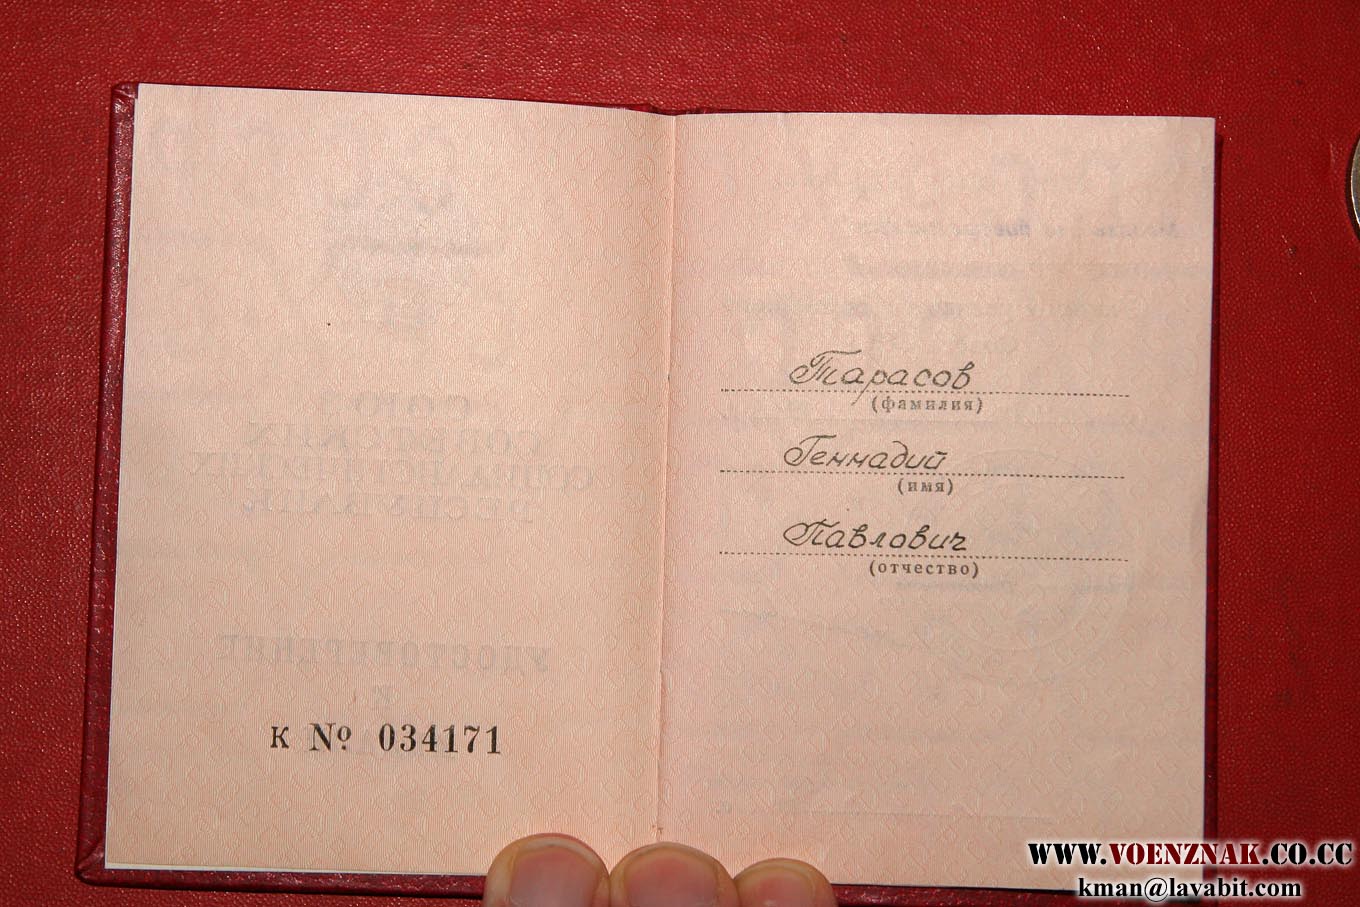 к № 034171
Тарасов
(фамилия)
Геннадий
(имя)
Павлович
(отчество)
WWW.VOENZNAK.CO.CC
kman@lavabit.com